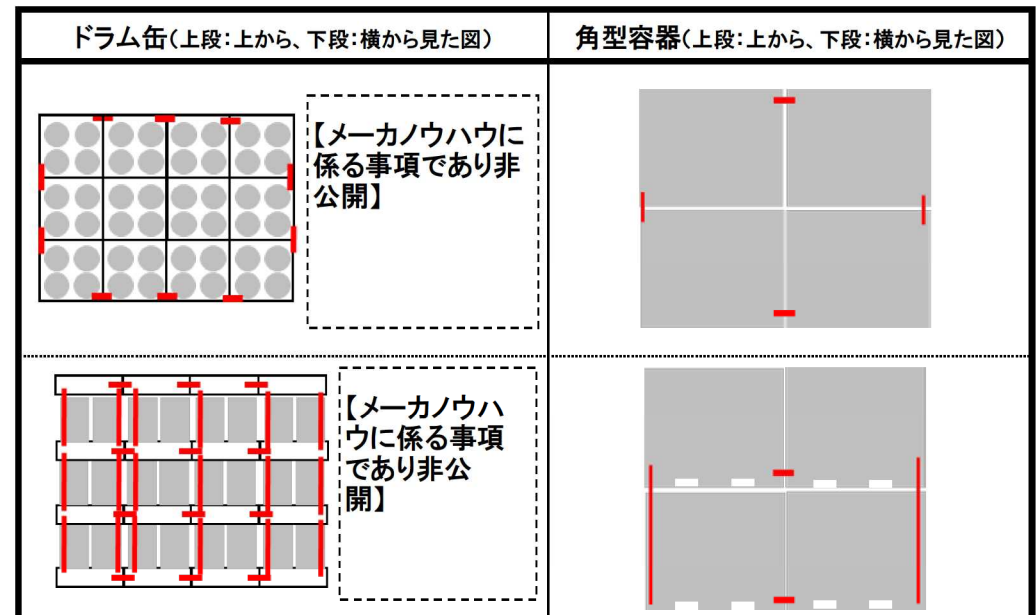 ドラム缶(上段:上から、下段:横から見た図)
角型容器(上段:上から、下段:横から見た図)
【メーカノウハウに
係る事項であり非
公開】
【メーカノウハ
ウに係る事項
であり非公
開】